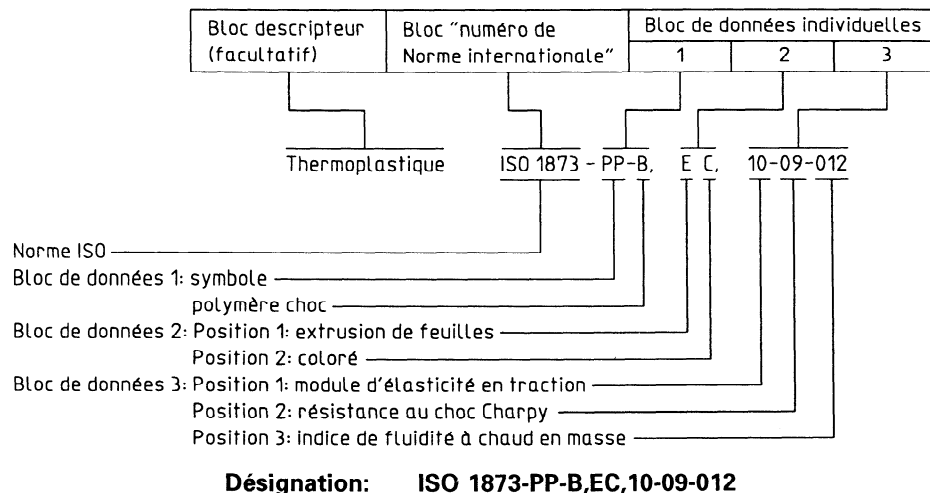 Bloc descripteur (facultatif)
Bloc "numéro de Norme internationale"
Bloc de données individuelles
1 2 3
Thermoplastique ISO 1873 - PP-B, E C, 10-09-012
Norme ISO
Bloc de données 1: symbole
polymère choc
Bloc de données 2: Position 1: extrusion de feuilles
Position 2: coloré
Bloc de données 3: Position 1: module d'élasticité en traction
Position 2: résistance au choc Charpy
Position 3: indice de fluidité à chaud en masse
Désignation: ISO 1873-PP-B,EC,10-09-012